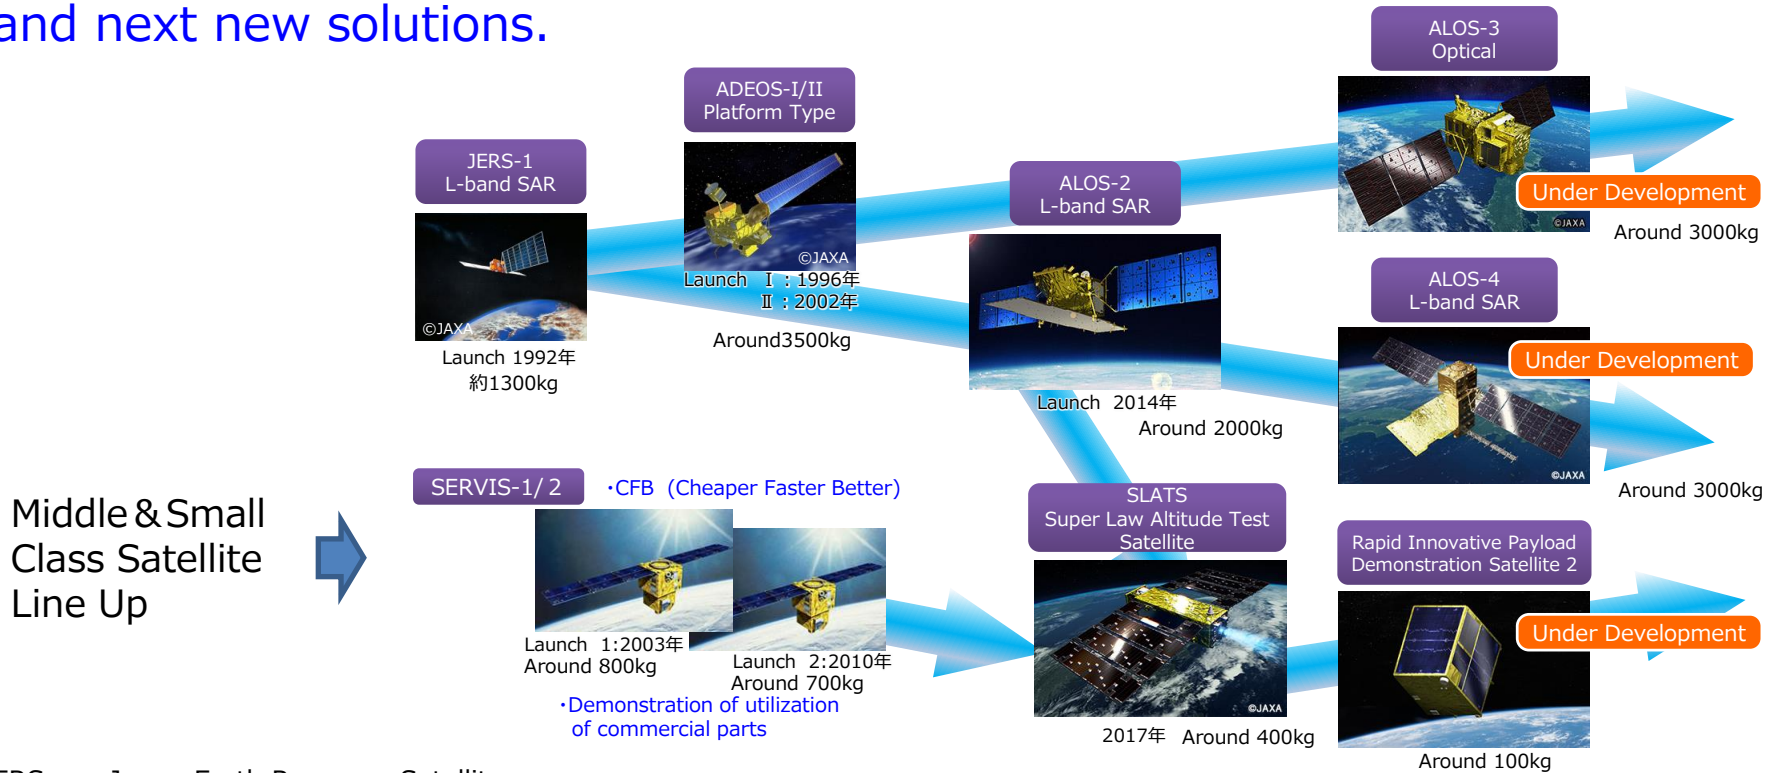 and next new solutions.
ALOS-3
Optical
©JAXA
Under Development
Around 3000kg
ADEOS-I/II
Platform Type
©JAXA
Launch Ⅰ：1996年
Ⅱ：2002年
Around3500kg
JERS-1
L-band SAR
©JAXA
Launch 1992年
約1300kg
ALOS-2
L-band SAR
Launch 2014年
Around 2000kg
ALOS-4
L-band SAR
Under Development
©JAXA
Around 3000kg
Middle＆Small
Class Satellite
Line Up
SERVIS-1/2
・CFB (Cheaper Faster Better)
Launch 1:2003年
Around 800kg
Launch 2:2010年
Around 700kg
・Demonstration of utilization
of commercial parts
SLATS
Super Law Altitude Test
Satellite
©JAXA
2017年 Around 400kg
Rapid Innovative Payload
Demonstration Satellite 2
Under Development
Around 100kg